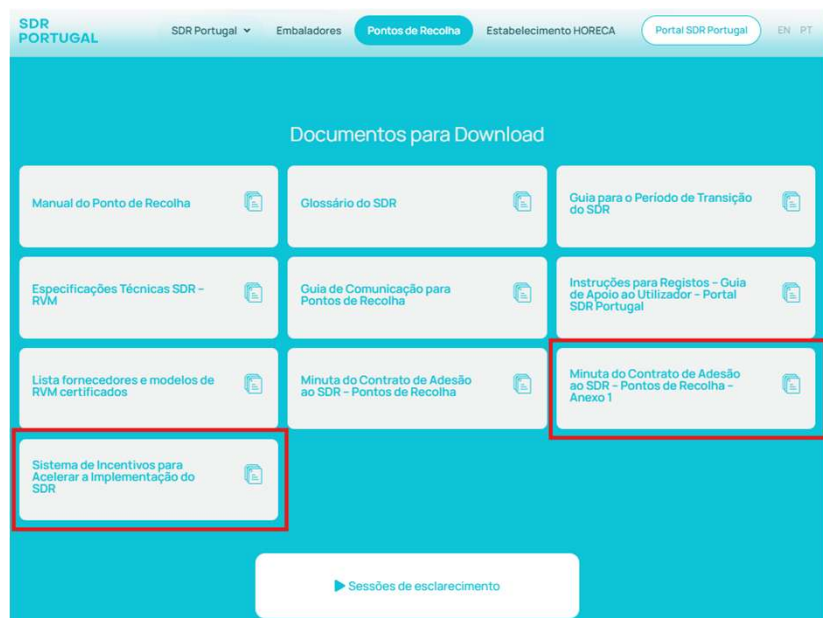 SDR
PORTUGAL
SDR Portugal
Embaladores
Pontos de Recolha
Estabelecimento HORECA
Portal SDR Portugal
EN PT
Documentos para Download
Manual do Ponto de Recolha
Glossário do SDR
Guia para o Período de Transição
do SDR
Especificações Técnicas SDR –
RVM
Guia de Comunicação para
Pontos de Recolha
Instruções para Registos – Guia
de Apoio ao Utilizador – Portal
SDR Portugal
Lista fornecedores e modelos de
RVM certificados
Minuta do Contrato de Adesão
ao SDR – Pontos de Recolha
Minuta do Contrato de Adesão
ao SDR – Pontos de Recolha –
Anexo 1
Sistema de Incentivos para
Acelerar a Implementação do
SDR
Sessões de esclarecimento